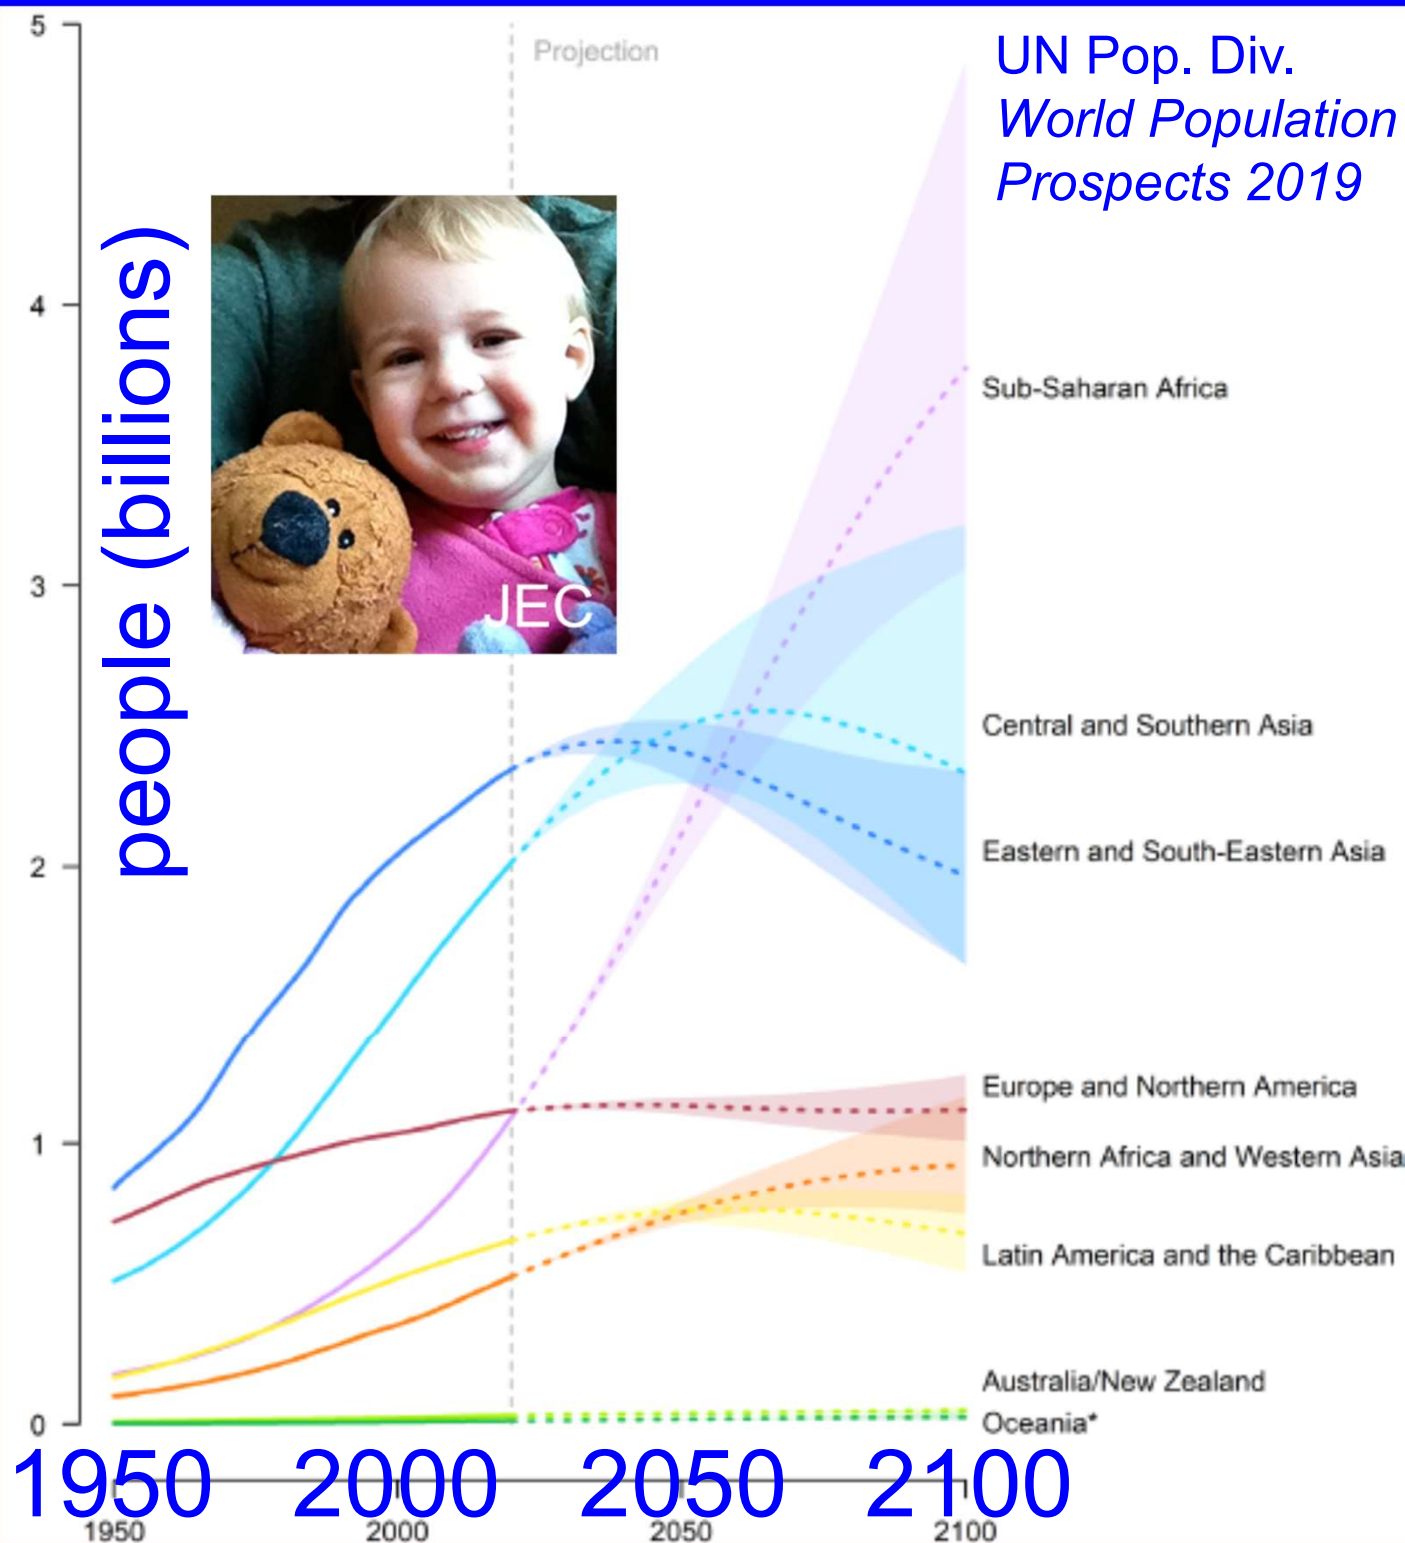 5
Projection
UN Pop. Div.
World Population
Prospects 2019
people (billions)
4
Sub-Saharan Africa
3
JEC
Central and Southern Asia
Eastern and South-Eastern Asia
2
Europe and Northern America
1
Northern Africa and Western Asia
Latin America and the Caribbean
Australia/New Zealand
0
Oceania*
1950 2000 2050 2100
1950 2000 2050 2100